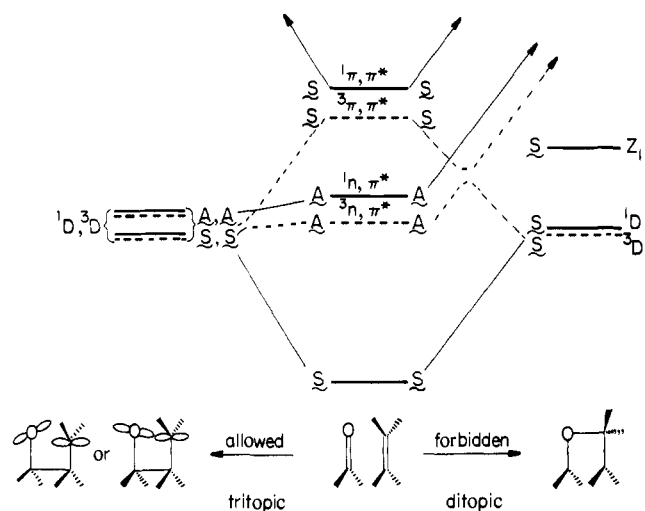 ¹π, π*
S S
³π, π*
S S
S Z₁
¹n, π*
A A
³n, π*
A A
¹D, ³D { A, A
S, S
S ¹D
S ³D
S S
or allowed forbidden
tritopic ditopic